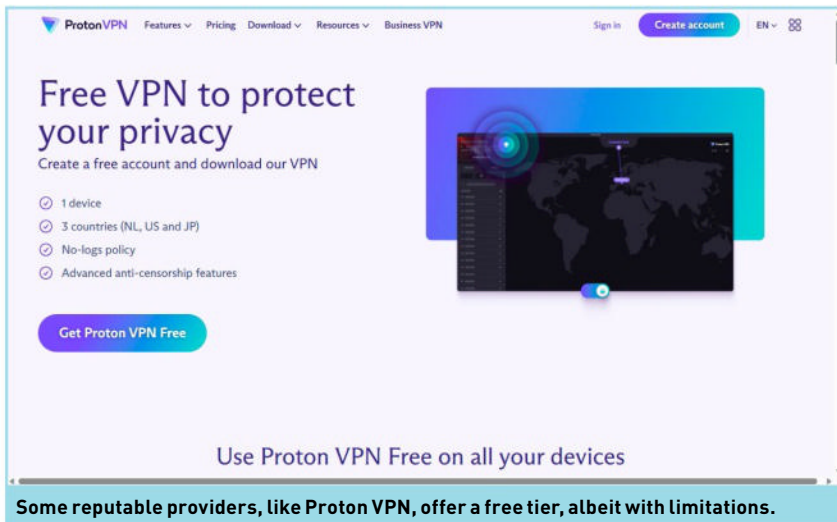 ProtonVPN Features Pricing Download Resources Business VPN Sign in Create account EN
Free VPN to protect
your privacy
Create a free account and download our VPN
1 device
3 countries (NL, US and JP)
No-logs policy
Advanced anti-censorship features
Get Proton VPN Free
Use Proton VPN Free on all your devices
Some reputable providers, like Proton VPN, offer a free tier, albeit with limitations.